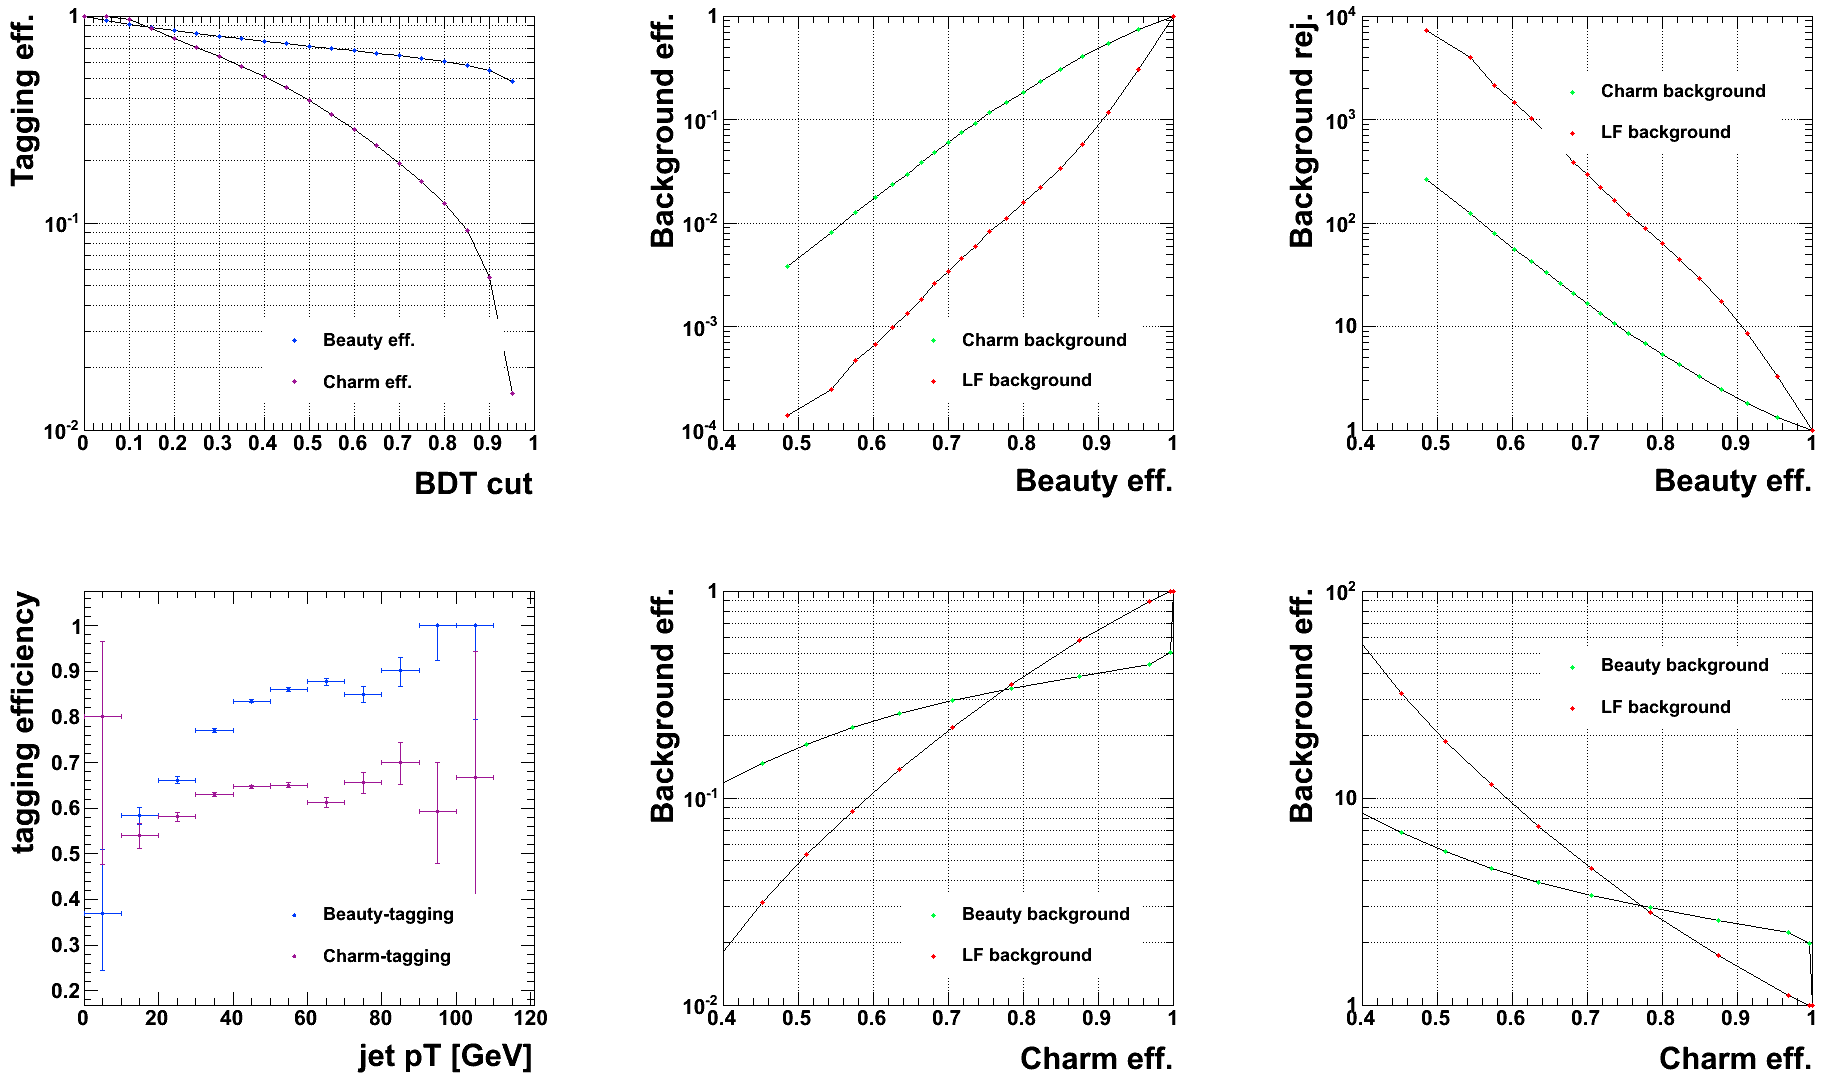 Tagging eff.
1
10-1
10-2
0 0.1 0.2 0.3 0.4 0.5 0.6 0.7 0.8 0.9 1
BDT cut
Beauty eff.
Charm eff.
Background eff.
1
10-1
10-2
10-3
10-4
0.4 0.5 0.6 0.7 0.8 0.9 1
Beauty eff.
Charm background
LF background
Background rej.
104
103
102
10
1
0.4 0.5 0.6 0.7 0.8 0.9 1
Beauty eff.
Charm background
LF background
tagging efficiency
1
0.9
0.8
0.7
0.6
0.5
0.4
0.3
0.2
0 20 40 60 80 100 120
jet pT [GeV]
Beauty-tagging
Charm-tagging
Background eff.
1
10-1
10-2
0.4 0.5 0.6 0.7 0.8 0.9 1
Charm eff.
Beauty background
LF background
Background eff.
102
10
1
0.4 0.5 0.6 0.7 0.8 0.9 1
Charm eff.
Beauty background
LF background